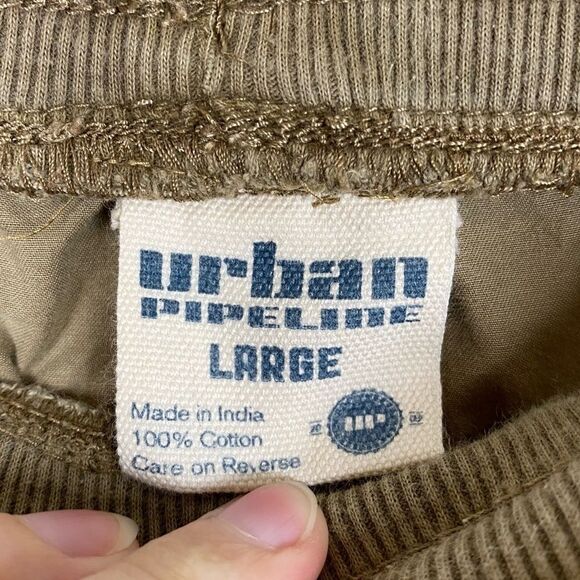 urban
PIPELINE
LARGE
Made in India
100% Cotton
Care on Reverse